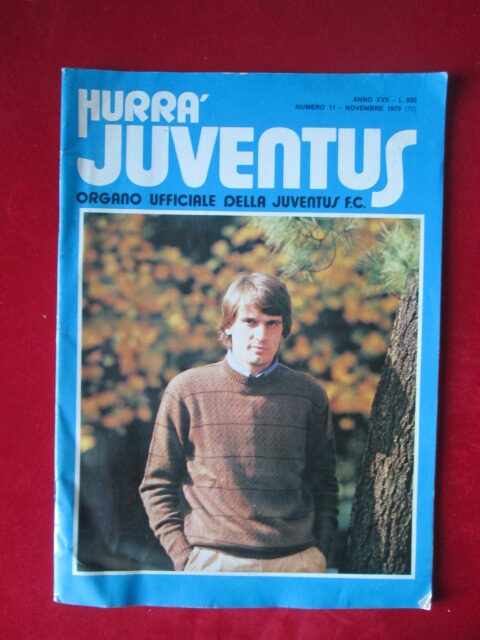 HURRA'
JUVENTUS
ANNO XVII - L. 800
NUMERO 11 - NOVEMBRE 1979 (70)
ORGANO UFFICIALE DELLA JUVENTUS F.C.